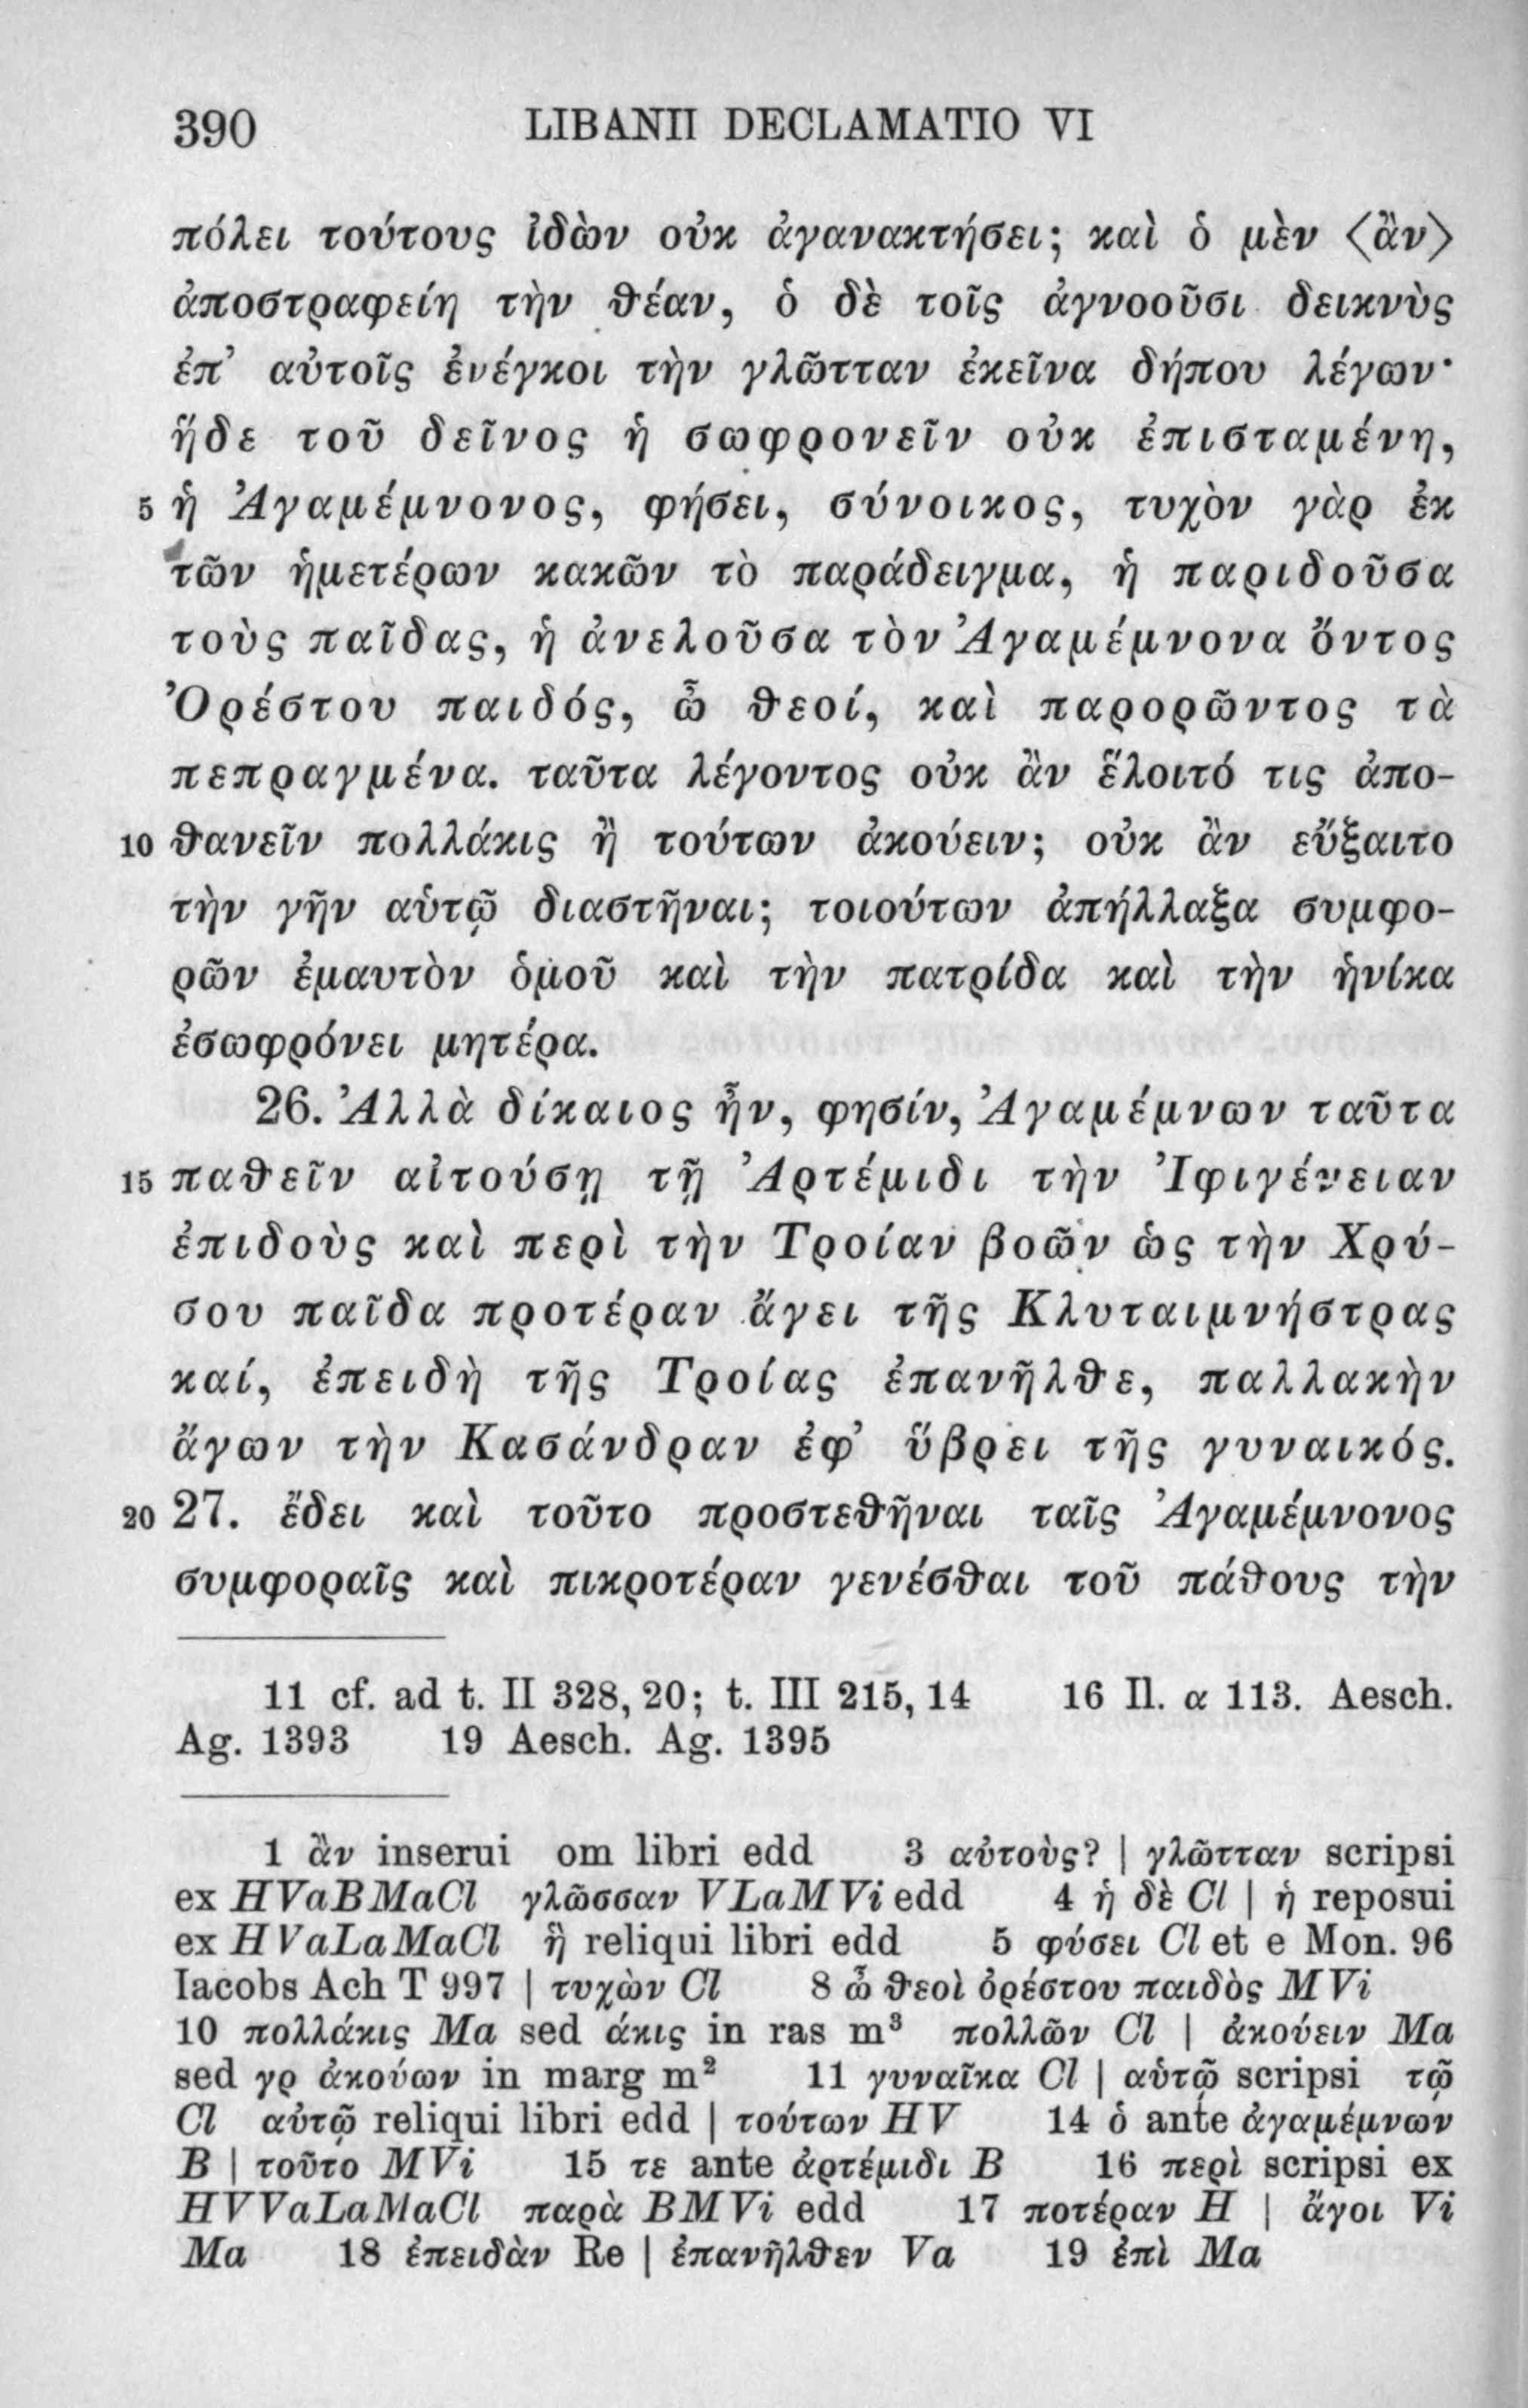 390 LIBANII DECLAMATIO VI
πόλει τούτους ἰδὼν οὐκ ἀγανακτήσει; καὶ ὁ μὲν ⟨ἂν⟩
ἀποστραφείη τὴν θέαν, ὁ δὲ τοῖς ἀγνοοῦσι δεικνὺς
ἐπ’ αὐτοῖς ἐνέγκοι τὴν γλῶτταν ἐκεῖνα δήπου λέγων·
ἥδε τοῦ δεῖνος ἡ σωφρονεῖν οὐκ ἐπισταμένη,
5 ἡ Ἀγαμέμνονος, φήσει, σύνοικος, τυχὸν γὰρ ἐκ
τῶν ἡμετέρων κακῶν τὸ παράδειγμα, ἡ παριδοῦσα
τοὺς παῖδας, ἡ ἀνελοῦσα τὸν Ἀγαμέμνονα ὄντος
Ὀρέστου παιδός, ὦ θεοί, καὶ παρορῶντος τὰ
πεπραγμένα. ταῦτα λέγοντος οὐκ ἂν ἕλοιτό τις ἀπο-
10 θανεῖν πολλάκις ἢ τούτων ἀκούειν; οὐκ ἂν εὔξαιτο
τὴν γῆν αὑτῷ διαστῆναι; τοιούτων ἀπήλλαξα συμφο-
ρῶν ἐμαυτὸν ὁμοῦ καὶ τὴν πατρίδα καὶ τὴν ἡνίκα
ἐσωφρόνει μητέρα.
26. Ἀλλὰ δίκαιος ἦν, φησίν, Ἀγαμέμνων ταῦτα
15 παθεῖν αἰτούσῃ τῇ Ἀρτέμιδι τὴν Ἰφιγένειαν
ἐπιδοὺς καὶ περὶ τὴν Τροίαν βοῶν ὡς τὴν Χρύ-
σου παῖδα προτέραν ἄγει τῆς Κλυταιμνήστρας
καί, ἐπειδὴ τῆς Τροίας ἐπανῆλθε, παλλακὴν
ἄγων τὴν Κασάνδραν ἐφ’ ὕβρει τῆς γυναικός.
20 27. ἔδει καὶ τοῦτο προστεθῆναι ταῖς Ἀγαμέμνονος
συμφοραῖς καὶ πικροτέραν γενέσθαι τοῦ πάθους τὴν
11 cf. ad t. II 328, 20; t. III 215, 14 16 Il. α 113. Aesch.
Ag. 1393 19 Aesch. Ag. 1395
1 ἂν inserui om libri edd 3 αὐτοὺς? | γλῶτταν scripsi
ex HVaBMaCl γλῶσσαν VLaMVi edd 4 ἡ δὲ Cl | ἡ reposui
ex HVaLaMaCl ἢ reliqui libri edd 5 φύσει Cl et e Mon. 96
Iacobs Ach T 997 | τυχὼν Cl 8 ὦ θεοὶ ὀρέστου παιδὸς MVi
10 πολλάκις Ma sed άκις in ras m³ πολλῶν Cl | ἀκούειν Ma
sed γρ ἀκούων in marg m² 11 γυναῖκα Cl | αὑτῷ scripsi τῷ
Cl αὐτῷ reliqui libri edd | τούτων HV 14 ὁ ante ἀγαμέμνων
B | τοῦτο MVi 15 τε ante ἀρτέμιδι B 16 περὶ scripsi ex
HVVaLaMaCl παρὰ BMVi edd 17 ποτέραν H | ἄγοι Vi
Ma 18 ἐπειδὰν Re | ἐπανῆλθεν Va 19 ἐπὶ Ma